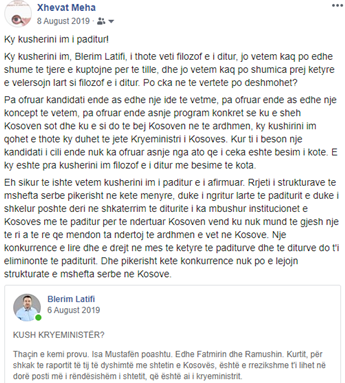 Xhevat Meha
8 August 2019 ·
Ky kusherini im i paditur!
Ky kusherini im, Blerim Latifi, i thote veti filozof e i ditur, jo vetem kaq po edhe
shume te tjere e kuptojne per te tille, dhe jo vetem kaq po shumica prej ketyre
e velersojn lart si filozof e i ditur. Po cka ne te vertete po deshmohet?
Pa ofruar kandidati ende as edhe nje ide te vetme, pa ofruar ende as edhe nje
koncept te vetem, pa ofruar ende asnje program konkret se ku e sheh
Kosoven sot dhe ku e si do te bej Kosoven ne te ardhmen, ky kushirini im
qohet e thote ky duhet te jete Kryeministri i Kosoves. Kur ti i beson nje
kandidati i cili ende nuk ka ofruar asnje nga ato qe i ceka eshte besim i kote. E
ky eshte pra kusherini im filozof e i ditur me besime te kota.
Eh sikur te ishte vetem kusherini im i paditur e i afirmuar. Rrjeti i strukturave te
mshefta serbe pikerisht ne kete menyre, duke i ngritur larte te paditurit e duke i
shkelur poshte deri ne shkatterrim te diturit e i ka mbushur institucionet e
Kosoves me te paditur per te ndertuar Kosoven vend ku nuk mund te gjesh nje
te ri a te re qe mendon ta ndertoj te ardhmen e vet ne Kosove. Nje
konkurrence e lire dhe e drejt ne mes te ketyre te paditurve dhe te diturve do t'i
eliminonte te paditurit. Dhe pikerisht kete konkurrence nuk po e lejojn
strukturate e mshefta serbe ne Kosove.
Blerim Latifi
6 August 2019 ·
KUSH KRYEMINISTËR?
Thaçin e kemi provu. Isa Mustafën poashtu. Edhe Fatmirin dhe Ramushin. Kurtit, për
shkak te raportit të tij të dyshimtë me shtetin e Kosovës, është e rrezikshme t'i lihet në
dorë posti më i rëndësishëm i shtetit, që është ai i kryeministrit.